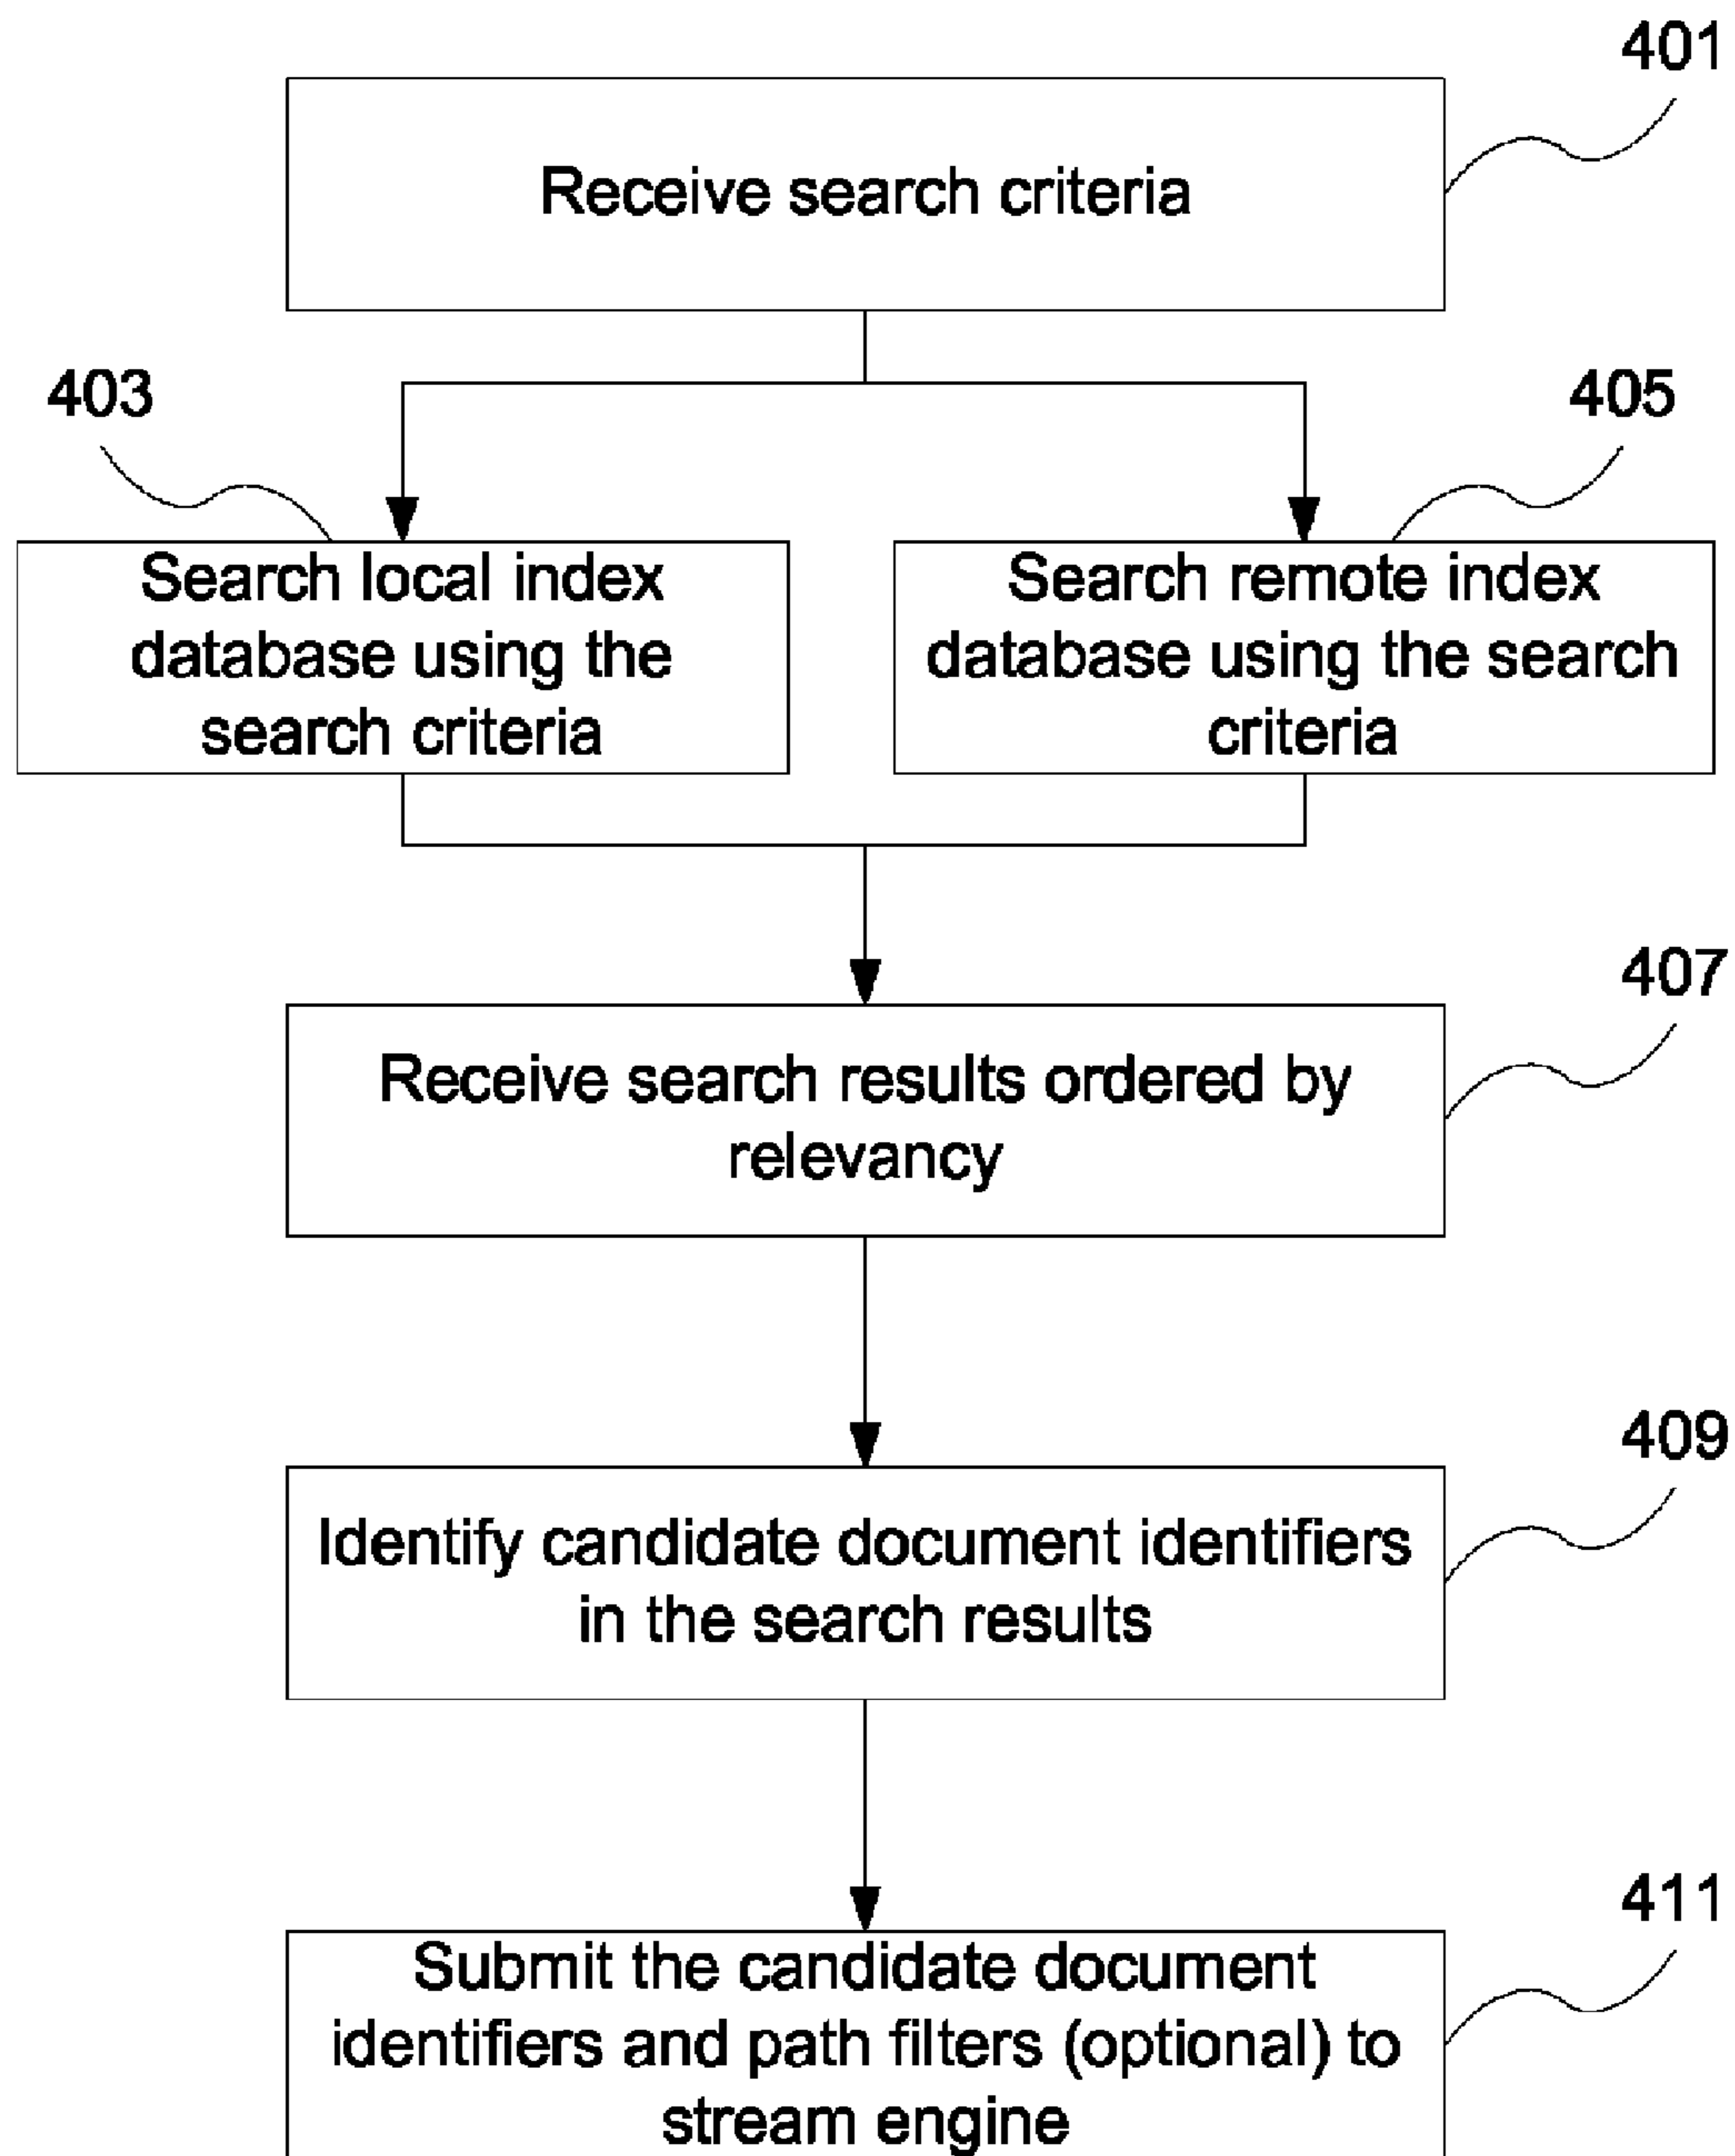 401
Receive search criteria
403
405
Search local index
database using the
search criteria
Search remote index
database using the search
criteria
407
Receive search results ordered by
relevancy
409
Identify candidate document identifiers
in the search results
411
Submit the candidate document
identifiers and path filters (optional) to
stream engine